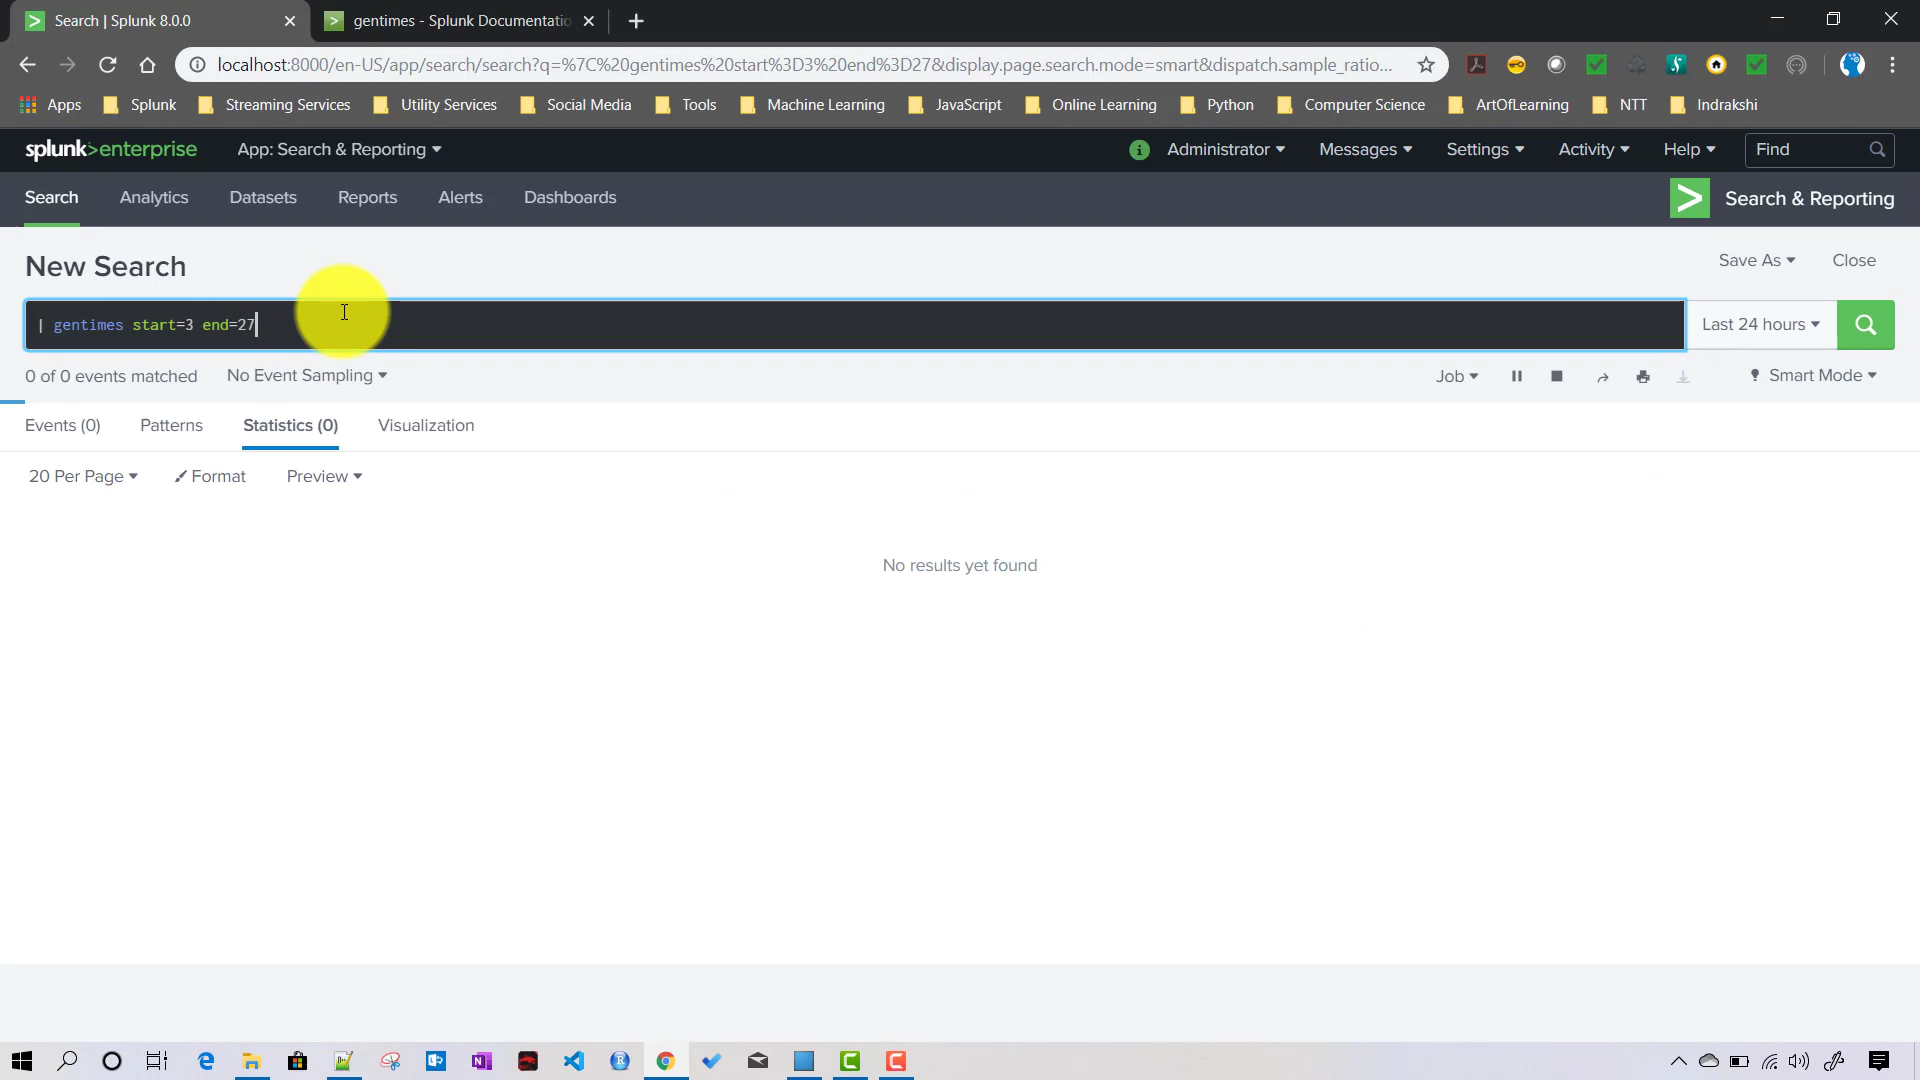 Search | Splunk 8.0.0
gentimes - Splunk Documentatio
localhost:8000/en-US/app/search/search?q=%7C%20gentimes%20start%3D3%20end%3D27&display.page.search.mode=smart&dispatch.sample_ratio...
Apps Splunk Streaming Services Utility Services Social Media Tools Machine Learning JavaScript Online Learning Python Computer Science ArtOfLearning NTT Indrakshi
splunk>enterprise App: Search & Reporting Administrator Messages Settings Activity Help Find
Search Analytics Datasets Reports Alerts Dashboards Search & Reporting
New Search Save As Close
| gentimes start=3 end=27 Last 24 hours
0 of 0 events matched No Event Sampling Job Smart Mode
Events (0) Patterns Statistics (0) Visualization
20 Per Page Format Preview
No results yet found